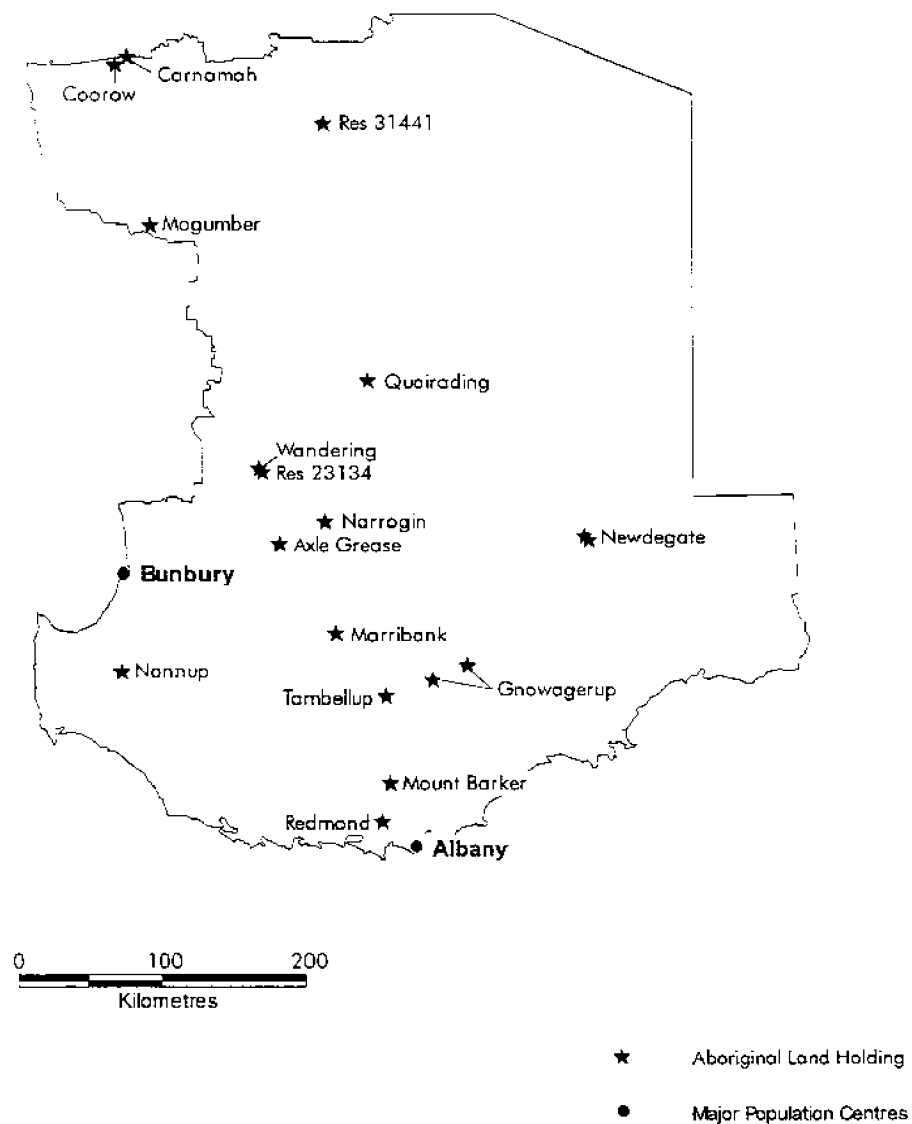 Carnamah
Coorow
Res 31441
Mogumber
Quairading
Wandering
Res 23134
Narrogin
Axle Grease
Newdegate
Bunbury
Marribank
Nannup
Gnowagerup
Tambellup
Mount Barker
Redmond
Albany
0 100 200
Kilometres
Aboriginal Land Holding
Major Population Centres